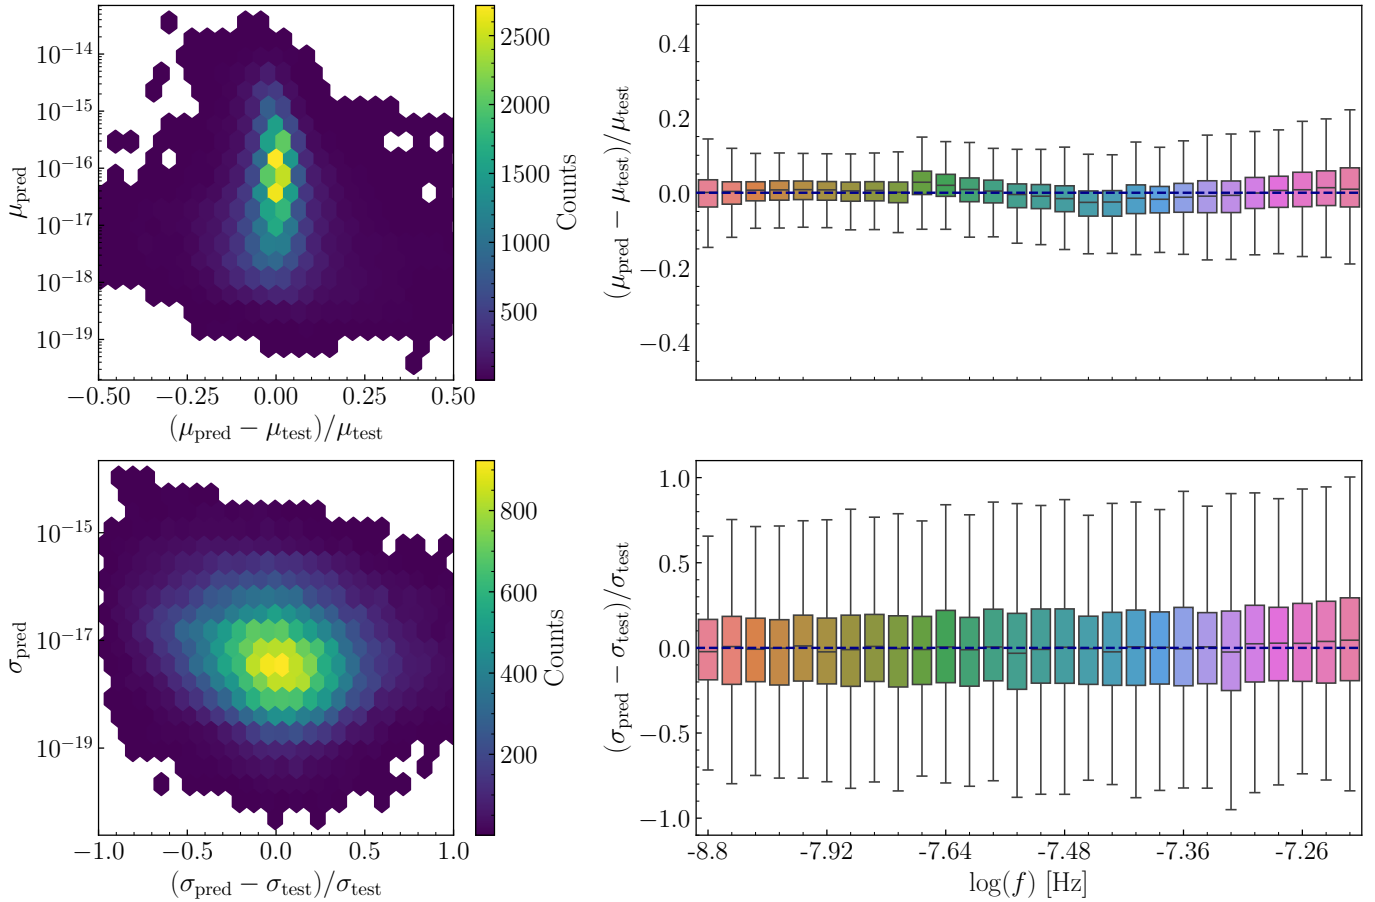 10⁻¹⁴
10⁻¹⁵
10⁻¹⁶
10⁻¹⁷
10⁻¹⁸
10⁻¹⁹
μ_pred
−0.50 −0.25 0.00 0.25 0.50
(μ_pred − μ_test)/μ_test
2500
2000
1500
1000
500
Counts
0.4
0.2
0.0
−0.2
−0.4
(μ_pred − μ_test)/μ_test
10⁻¹⁵
10⁻¹⁷
10⁻¹⁹
σ_pred
−1.0 −0.5 0.0 0.5 1.0
(σ_pred − σ_test)/σ_test
800
600
400
200
Counts
1.0
0.5
0.0
−0.5
−1.0
(σ_pred − σ_test)/σ_test
-8.8 -7.92 -7.64 -7.48 -7.36 -7.26
log(f) [Hz]